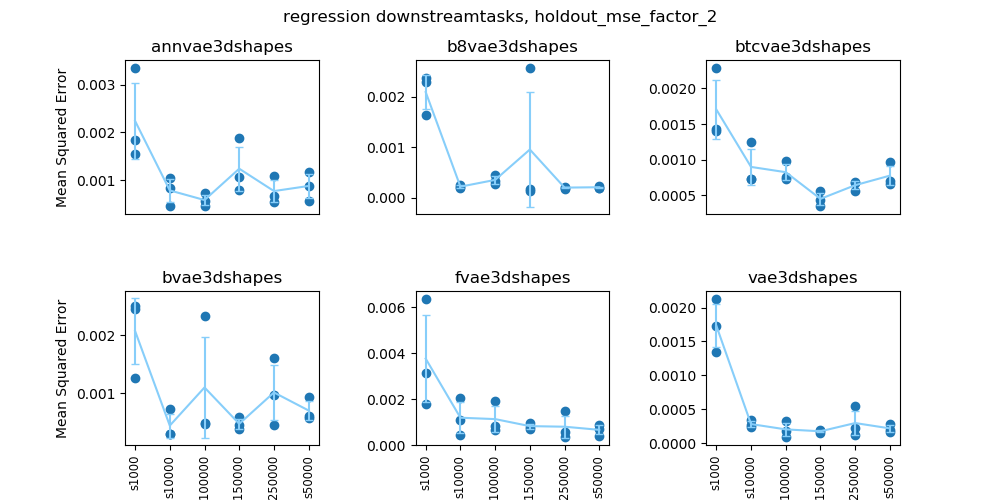 regression downstreamtasks, holdout_mse_factor_2
annvae3dshapes
b8vae3dshapes
btcvae3dshapes
Mean Squared Error
0.003
0.002
0.001
0.002
0.001
0.000
0.0020
0.0015
0.0010
0.0005
bvae3dshapes
fvae3dshapes
vae3dshapes
Mean Squared Error
0.002
0.001
0.006
0.004
0.002
0.000
0.0020
0.0015
0.0010
0.0005
0.0000
s1000
s10000
100000
150000
250000
s50000
s1000
s10000
100000
150000
250000
s50000
s1000
s10000
100000
150000
250000
s50000